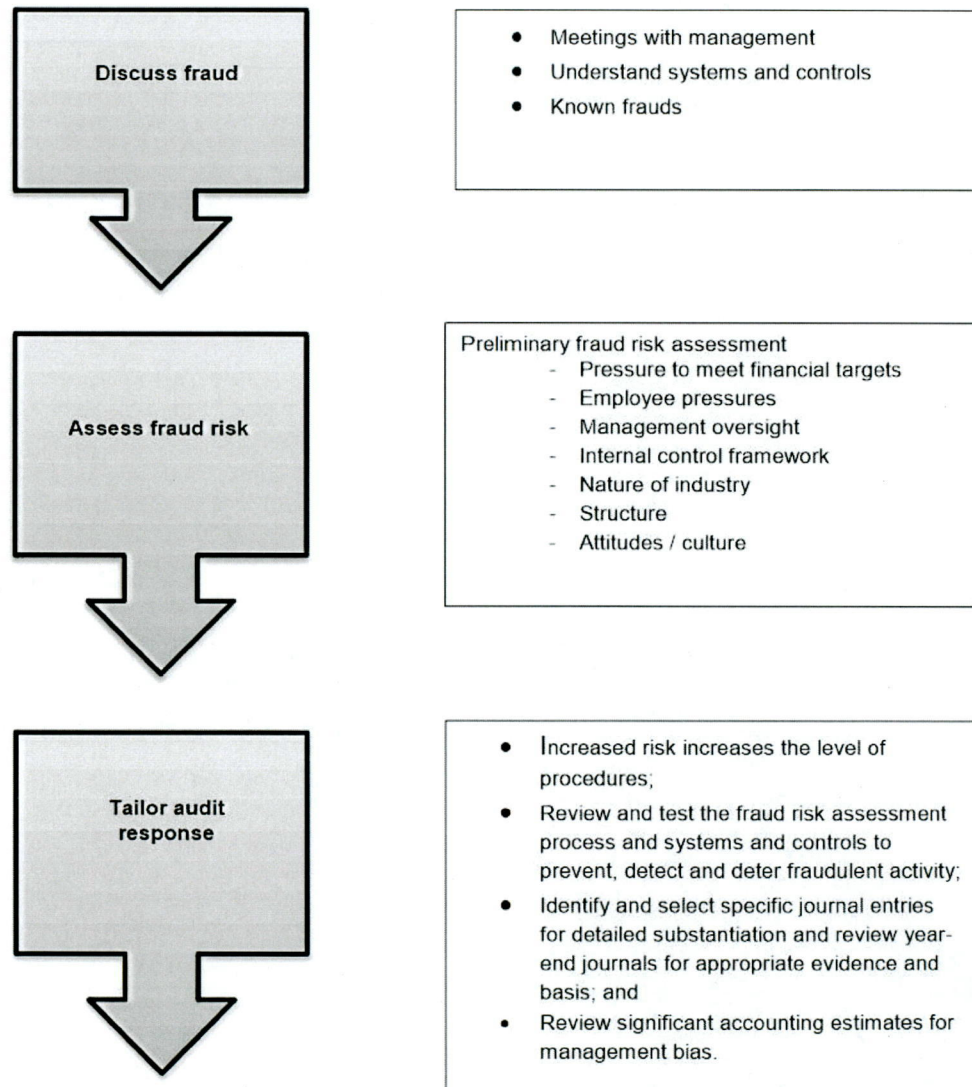 Discuss fraud
● Meetings with management
● Understand systems and controls
● Known frauds
Assess fraud risk
Preliminary fraud risk assessment
- Pressure to meet financial targets
- Employee pressures
- Management oversight
- Internal control framework
- Nature of industry
- Structure
- Attitudes / culture
Tailor audit
response
● Increased risk increases the level of
procedures;
● Review and test the fraud risk assessment
process and systems and controls to
prevent, detect and deter fraudulent activity;
● Identify and select specific journal entries
for detailed substantiation and review year-
end journals for appropriate evidence and
basis; and
● Review significant accounting estimates for
management bias.